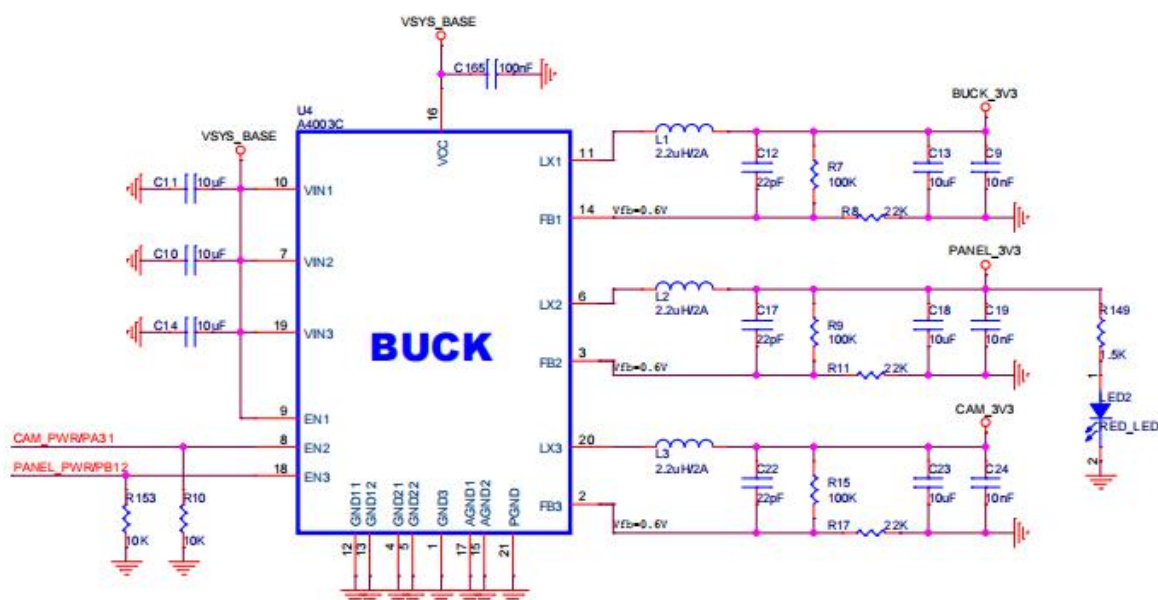 VSYS_BASE
C165 100nF
U4
A4003C
16
VCC
VSYS_BASE
C11 10µF
10 VIN1
C10 10µF
7 VIN2
C14 10µF
19 VIN3
9 EN1
CAM_PWR/PA31
8 EN2
PANEL_PWR/PB12
18 EN3
R153
10K
R10
10K
BUCK
GND11
GND12
GND21
GND22
GND3
AGND1
AGND2
PGND
12
13
4
5
1
17
15
21
BUCK_3V3
LX1 11
L1
2.2uH/2A
C12
22pF
R7
100K
C13
10uF
C9
10nF
FB1 14
Vfb=0.6V
R8 22K
PANEL_3V3
LX2 6
L2
2.2uH/2A
C17
22pF
R9
100K
C18
10uF
C19
10nF
FB2 3
Vfb=0.6V
R11 22K
R149
1.5K
1
LED2
RED_LED
2
CAM_3V3
LX3 20
L3
2.2uH/2A
C22
22pF
R15
100K
C23
10uF
C24
10nF
FB3 2
Vfb=0.6V
R17 22K